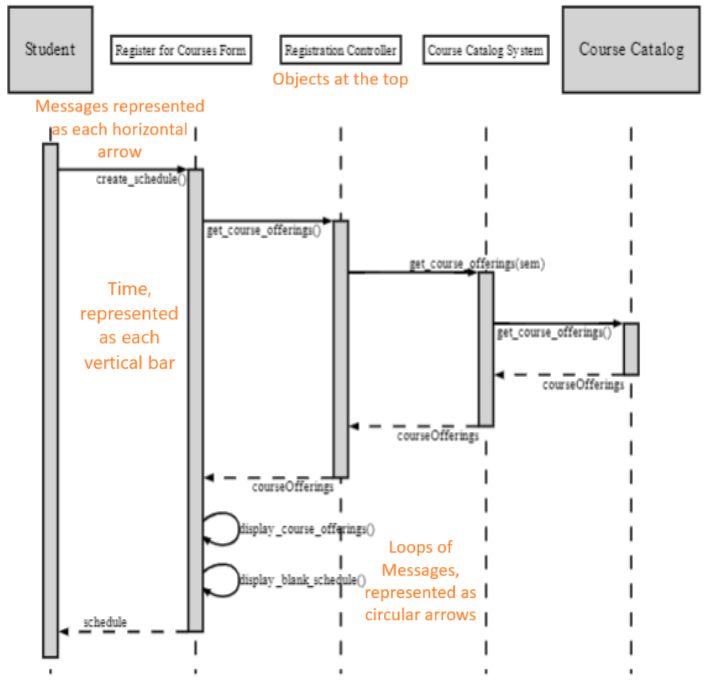 Student
Register for Courses Form
Registration Controller
Course Catalog System
Course Catalog
Objects at the top
Messages represented
as each horizontal
arrow
create_schedule()
get_course_offerings()
get_course_offerings(sem)
Time,
represented
as each
vertical bar
get_course_offerings()
courseOfferings
courseOfferings
courseOfferings
display_course_offerings()
Loops of
Messages,
represented as
circular arrows
display_blank_schedule()
schedule